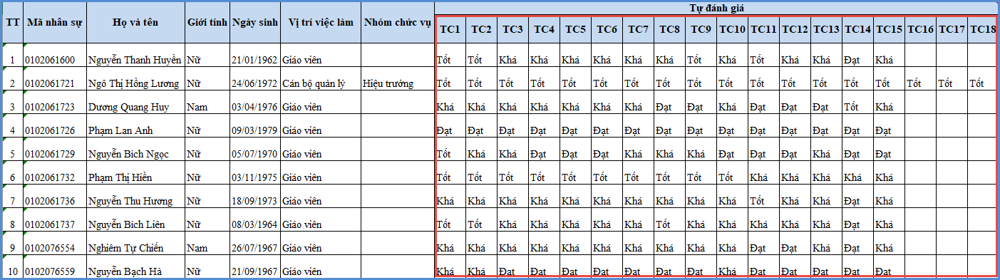 Tự đánh giá
TT Mã nhân sự Họ và tên Giới tính Ngày sinh Vị trí việc làm Nhóm chức vụ TC1 TC2 TC3 TC4 TC5 TC6 TC7 TC8 TC9 TC10 TC11 TC12 TC13 TC14 TC15 TC16 TC17 TC18
1 0102061600 Nguyễn Thanh Huyền Nữ 21/01/1962 Giáo viên Tốt Tốt Khá Khá Khá Khá Khá Khá Tốt Khá Tốt Khá Khá Đạt Khá
2 0102061721 Ngô Thị Hồng Lương Nữ 24/06/1972 Cán bộ quản lý Hiệu trưởng Tốt Tốt Tốt Tốt Tốt Tốt Tốt Tốt Tốt Tốt Tốt Tốt Tốt Tốt Tốt Tốt Tốt Tốt
3 0102061723 Dương Quang Huy Nam 03/04/1976 Giáo viên Khá Khá Khá Khá Khá Khá Khá Đạt Đạt Khá Đạt Đạt Đạt Tốt Khá
4 0102061726 Phạm Lan Anh Nữ 09/03/1979 Giáo viên Đạt Đạt Đạt Đạt Đạt Đạt Đạt Đạt Đạt Đạt Đạt Đạt Đạt Đạt Đạt
5 0102061729 Nguyễn Bích Ngọc Nữ 05/07/1970 Giáo viên Tốt Khá Khá Đạt Đạt Đạt Khá Khá Khá Đạt Đạt Đạt Khá Đạt Đạt
6 0102061732 Phạm Thị Hiền Nữ 03/11/1975 Giáo viên Tốt Tốt Tốt Tốt Tốt Tốt Tốt Tốt Tốt Tốt Khá Khá Khá Khá Khá
7 0102061736 Nguyễn Thu Hương Nữ 18/09/1973 Giáo viên Khá Khá Khá Khá Khá Khá Khá Khá Khá Khá Tốt Khá Khá Đạt Khá
8 0102061737 Nguyễn Bích Liên Nữ 08/03/1964 Giáo viên Tốt Tốt Khá Khá Khá Khá Khá Tốt Khá Khá Khá Khá Khá Đạt Khá
9 0102076554 Nghiêm Tự Chiến Nam 26/07/1967 Giáo viên Khá Khá Khá Khá Khá Khá Khá Khá Khá Khá Đạt Đạt Khá Đạt Khá
10 0102076559 Nguyễn Bạch Hà Nữ 21/09/1967 Giáo viên Khá Khá Đạt Đạt Đạt Đạt Đạt Đạt Đạt Khá Đạt Đạt Đạt Đạt Đạt